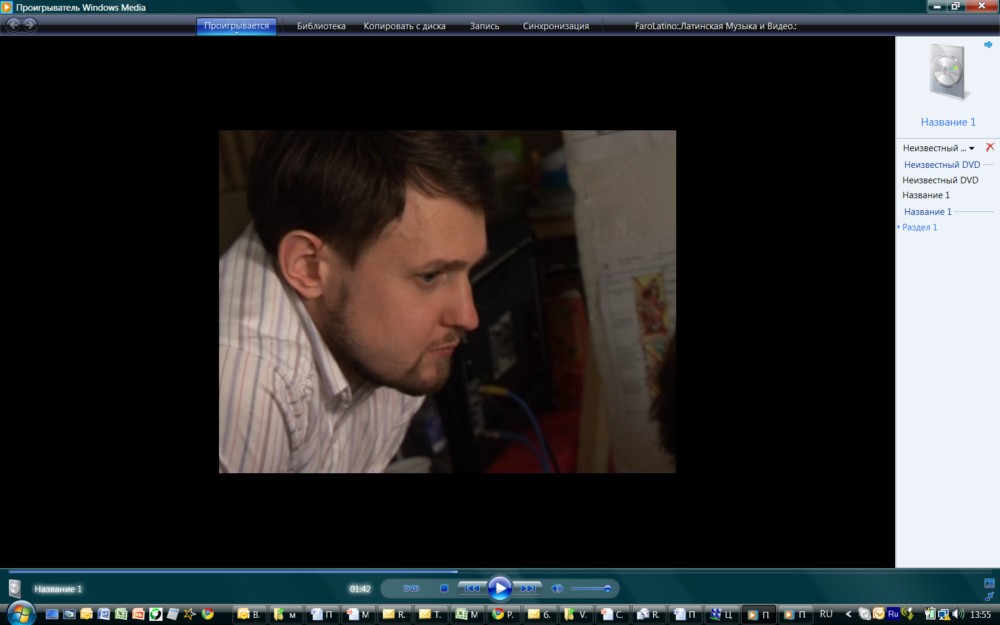 Проигрыватель Windows Media
Проигрывается
Библиотека
Копировать с диска
Запись
Синхронизация
FaroLatino:.Латинская Музыка и Видео.:
Название 1
Неизвестный ...
Неизвестный DVD
Неизвестный DVD
Название 1
Название 1
Раздел 1
Название 1
01:42
DVD
В.
м
П
М
R.
Т.
М
Р.
б.
V.
С.
R.
П
Ц
П
П.
RU
<
Ru
13:55